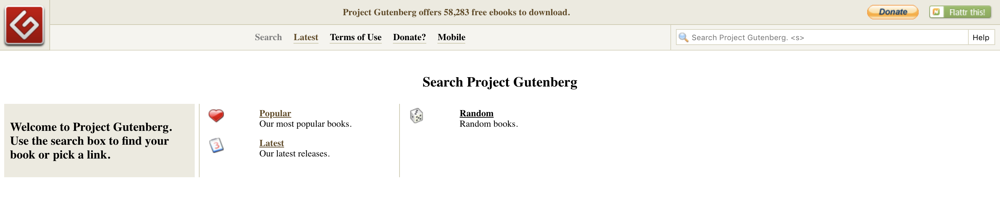 Project Gutenberg offers 58,283 free ebooks to download.
Donate
Flattr this!
Search Latest Terms of Use Donate? Mobile
Search Project Gutenberg. <s>
Help
Search Project Gutenberg
Welcome to Project Gutenberg.
Use the search box to find your
book or pick a link.
Popular
Our most popular books.
3
Latest
Our latest releases.
Random
Random books.